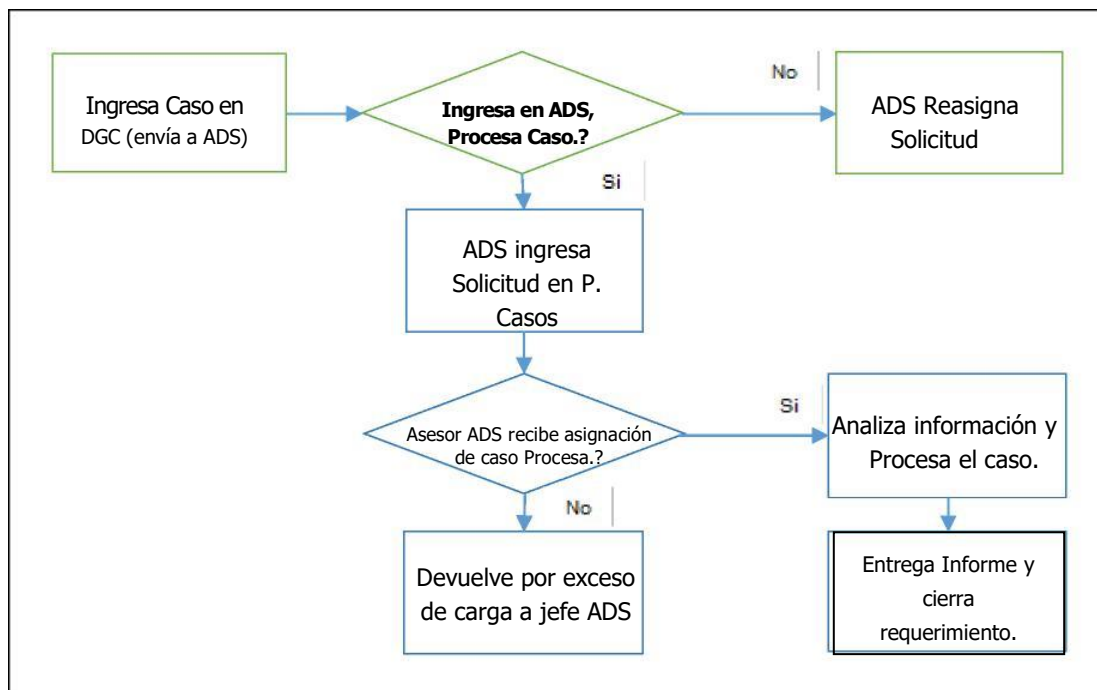 Ingresa Caso en
DGC (envía a ADS)
Ingresa en ADS,
Procesa Caso.?
No
ADS Reasigna
Solicitud
Si
ADS ingresa
Solicitud en P.
Casos
Asesor ADS recibe asignación
de caso Procesa.?
Si
Analiza información y
Procesa el caso.
No
Devuelve por exceso
de carga a jefe ADS
Entrega Informe y
cierra
requerimiento.